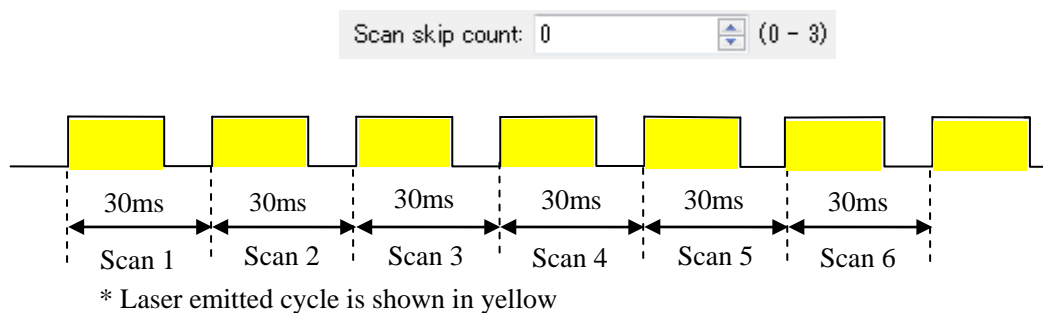 Scan skip count: 0 (0 - 3)
30ms 30ms 30ms 30ms 30ms 30ms
Scan 1 Scan 2 Scan 3 Scan 4 Scan 5 Scan 6
* Laser emitted cycle is shown in yellow